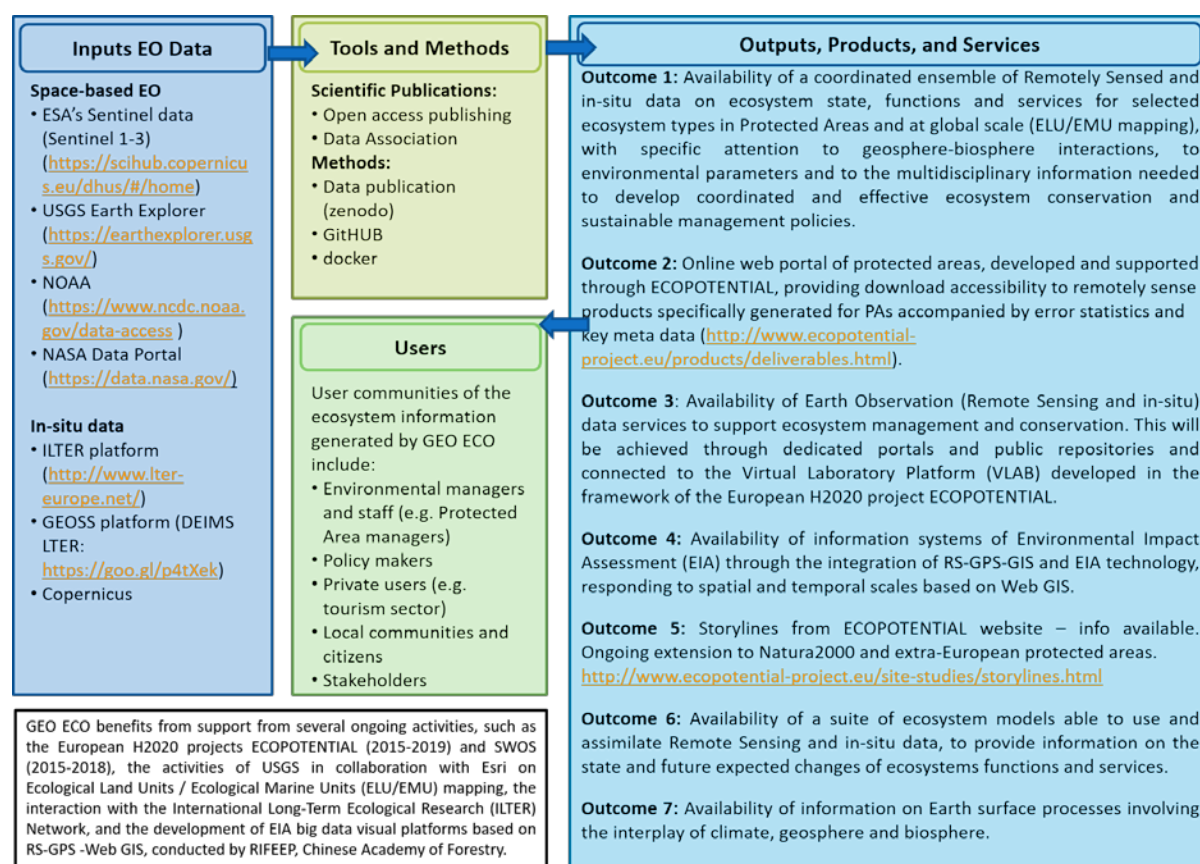 Inputs EO Data
Space-based EO
• ESA's Sentinel data
(Sentinel 1-3)
(https://scihub.copernicu
s.eu/dhus/#/home)
• USGS Earth Explorer
(https://earthexplorer.usg
s.gov/)
• NOAA
(https://www.ncdc.noaa.
gov/data-access )
• NASA Data Portal
(https://data.nasa.gov/)
In-situ data
• ILTER platform
(http://www.lter-
europe.net/)
• GEOSS platform (DEIMS
LTER:
https://goo.gl/p4tXek)
• Copernicus
Tools and Methods
Scientific Publications:
• Open access publishing
• Data Association
Methods:
• Data publication
(zenodo)
• GitHUB
• docker
Users
User communities of the
ecosystem information
generated by GEO ECO
include:
• Environmental managers
and staff (e.g. Protected
Area managers)
• Policy makers
• Private users (e.g.
tourism sector)
• Local communities and
citizens
• Stakeholders
Outputs, Products, and Services
Outcome 1: Availability of a coordinated ensemble of Remotely Sensed and
in-situ data on ecosystem state, functions and services for selected
ecosystem types in Protected Areas and at global scale (ELU/EMU mapping),
with specific attention to geosphere-biosphere interactions, to
environmental parameters and to the multidisciplinary information needed
to develop coordinated and effective ecosystem conservation and
sustainable management policies.
Outcome 2: Online web portal of protected areas, developed and supported
through ECOPOTENTIAL, providing download accessibility to remotely sense
products specifically generated for PAs accompanied by error statistics and
key meta data (http://www.ecopotential-
project.eu/products/deliverables.html).
Outcome 3: Availability of Earth Observation (Remote Sensing and in-situ)
data services to support ecosystem management and conservation. This will
be achieved through dedicated portals and public repositories and
connected to the Virtual Laboratory Platform (VLAB) developed in the
framework of the European H2020 project ECOPOTENTIAL.
Outcome 4: Availability of information systems of Environmental Impact
Assessment (EIA) through the integration of RS-GPS-GIS and EIA technology,
responding to spatial and temporal scales based on Web GIS.
Outcome 5: Storylines from ECOPOTENTIAL website – info available.
Ongoing extension to Natura2000 and extra-European protected areas.
http://www.ecopotential-project.eu/site-studies/storylines.html
Outcome 6: Availability of a suite of ecosystem models able to use and
assimilate Remote Sensing and in-situ data, to provide information on the
state and future expected changes of ecosystems functions and services.
Outcome 7: Availability of information on Earth surface processes involving
the interplay of climate, geosphere and biosphere.
GEO ECO benefits from support from several ongoing activities, such as
the European H2020 projects ECOPOTENTIAL (2015-2019) and SWOS
(2015-2018), the activities of USGS in collaboration with Esri on
Ecological Land Units / Ecological Marine Units (ELU/EMU) mapping, the
interaction with the International Long-Term Ecological Research (ILTER)
Network, and the development of EIA big data visual platforms based on
RS-GPS -Web GIS, conducted by RIFEEP, Chinese Academy of Forestry.